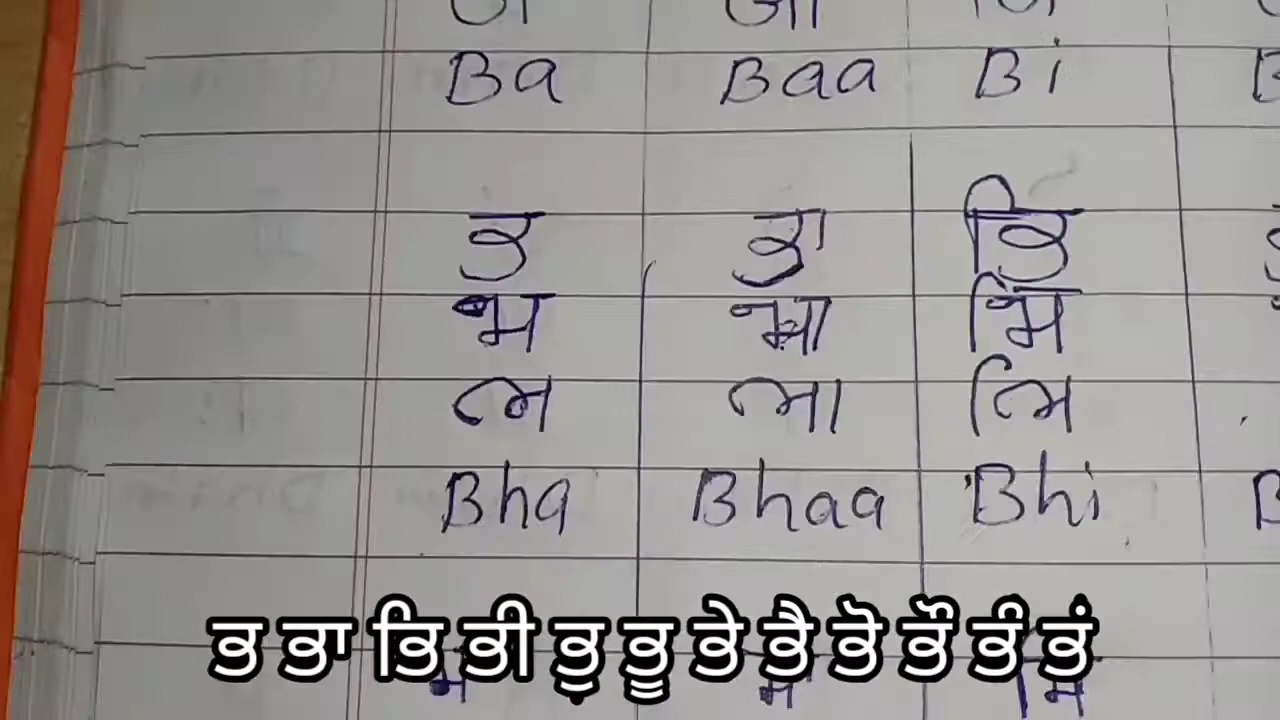 Ba Baa Bi
ਭ ਭਾ ਭਿ
भ भा भि
ભ ભા ભિ
Bha Bhaa Bhi
ਭ ਭਾ ਭਿ ਭੀ ਭੁ ਭੂ ਭੇ ਭੈ ਭੋ ਭੌ ਭੰ ਭਂ